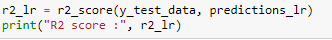 r2_lr = r2_score(y_test_data, predictions_lr)
print("R2 score :", r2_lr)